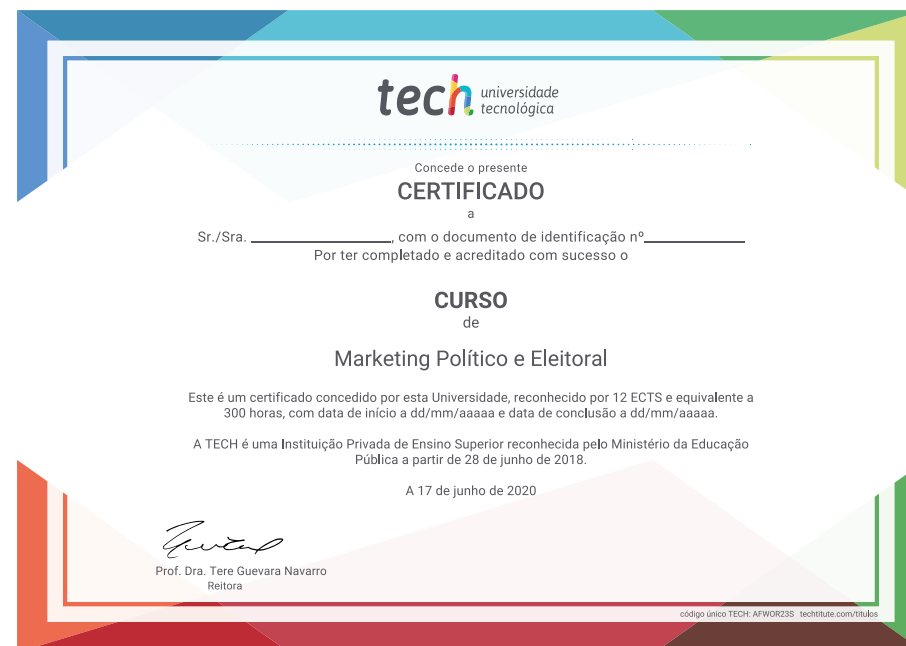 tech universidade
tecnológica
Concede o presente
CERTIFICADO
a
Sr./Sra. ____________________, com o documento de identificação nº______________
Por ter completado e acreditado com sucesso o
CURSO
de
Marketing Político e Eleitoral
Este é um certificado concedido por esta Universidade, reconhecido por 12 ECTS e equivalente a
300 horas, com data de início a dd/mm/aaaaa e data de conclusão a dd/mm/aaaaa.
A TECH é uma Instituição Privada de Ensino Superior reconhecida pelo Ministério da Educação
Pública a partir de 28 de junho de 2018.
A 17 de junho de 2020
Prof. Dra. Tere Guevara Navarro
Reitora
código único TECH: AFWOR23S techtitute.com/titulos